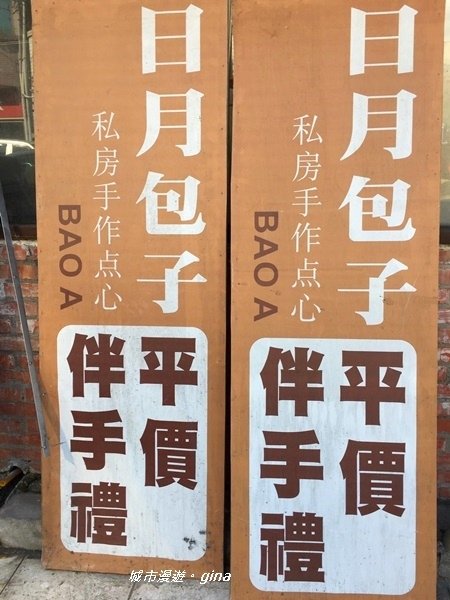 日月包子
私房手作点心
BAO A
平價
伴手禮
日月包子
私房手作点心
BAO A
平價
伴手禮
城市漫遊。gina